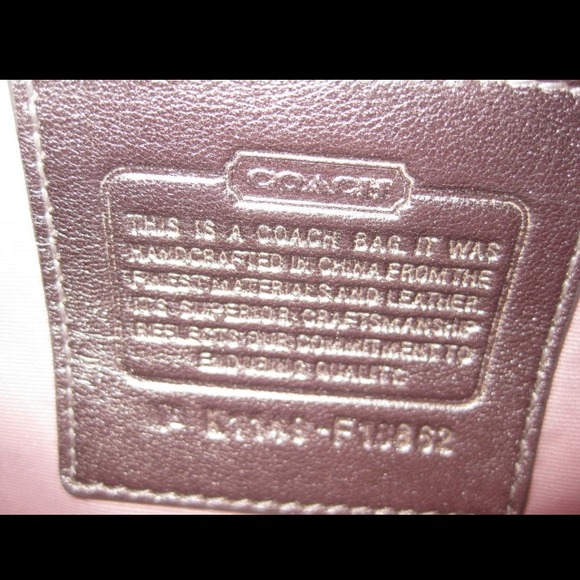 COACH
THIS IS A COACH BAG. IT WAS
HANDCRAFTED IN CHINA FROM THE
FINEST MATERIALS AND LEATHER.
ITS SUPERIOR CRAFTSMANSHIP
REFLECTS OUR COMMITMENT TO
ENDURING QUALITY.